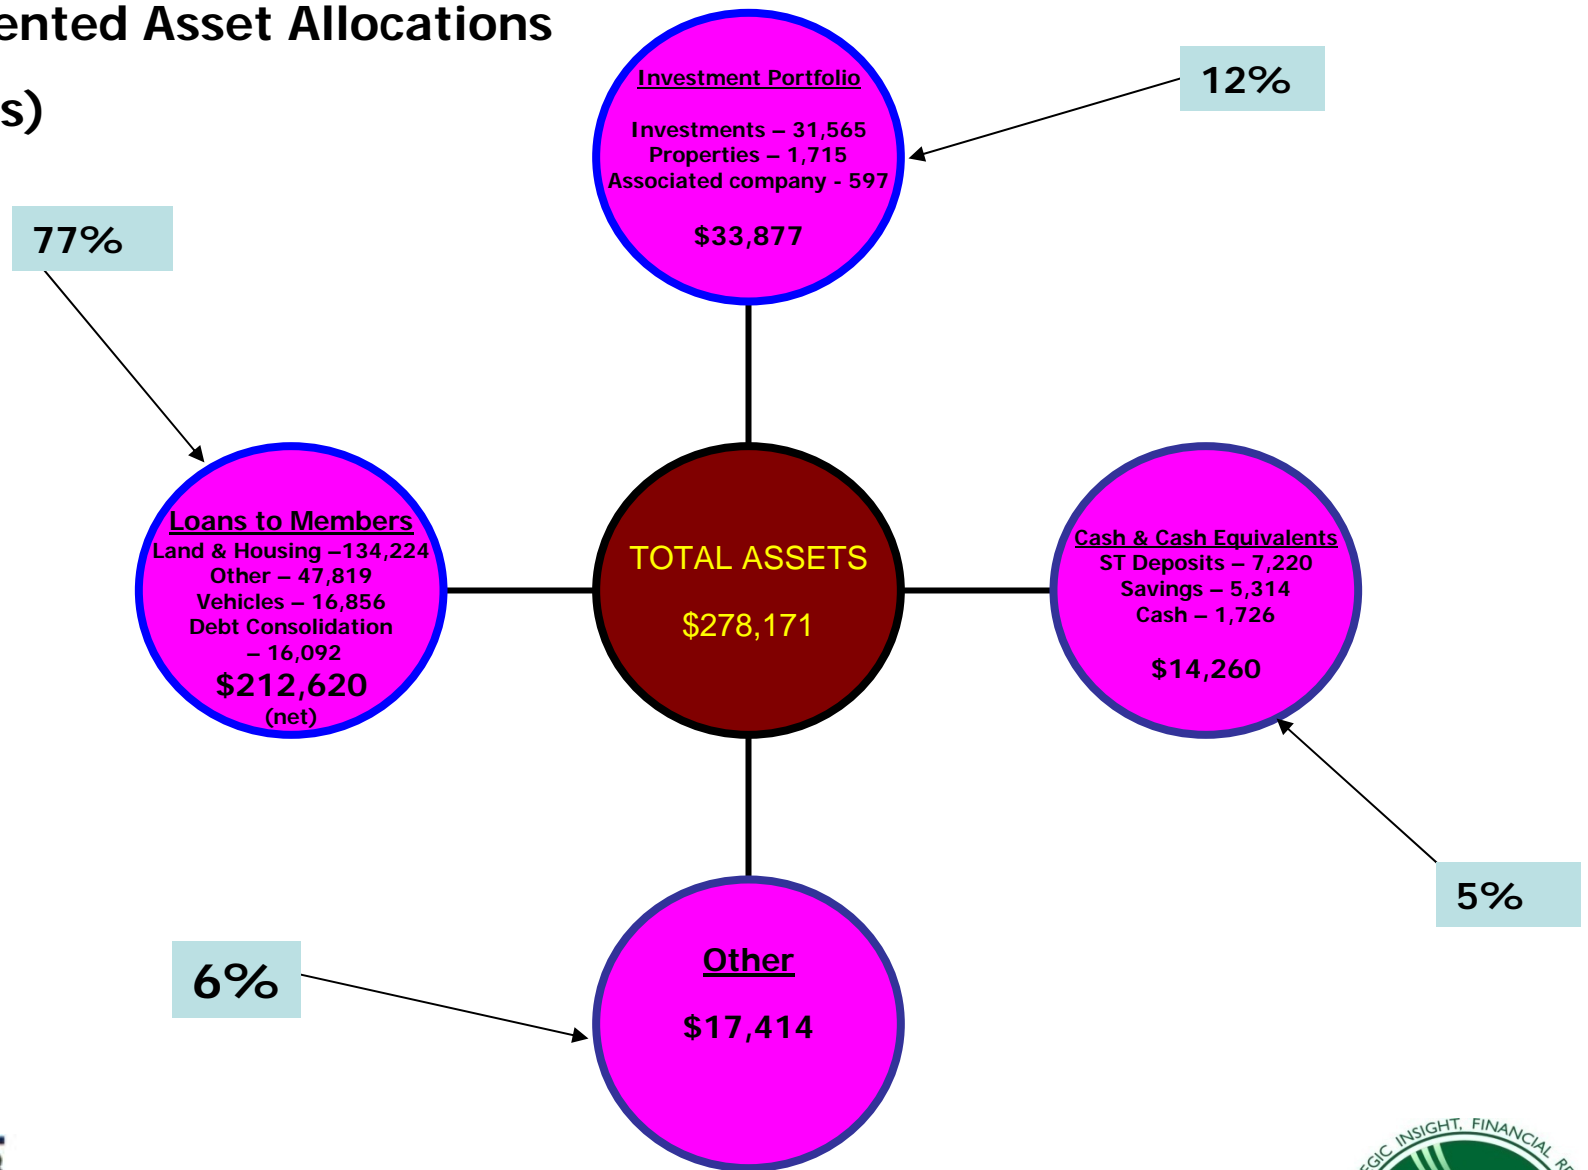 ented Asset Allocations
s)
Investment Portfolio
Investments – 31,565
Properties – 1,715
Associated company - 597
$33,877
12%
77%
Loans to Members
Land & Housing –134,224
Other – 47,819
Vehicles – 16,856
Debt Consolidation
– 16,092
$212,620
(net)
TOTAL ASSETS
$278,171
Cash & Cash Equivalents
ST Deposits – 7,220
Savings – 5,314
Cash – 1,726
$14,260
5%
6%
Other
$17,414
EGIC INSIGHT, FINANCIAL RE